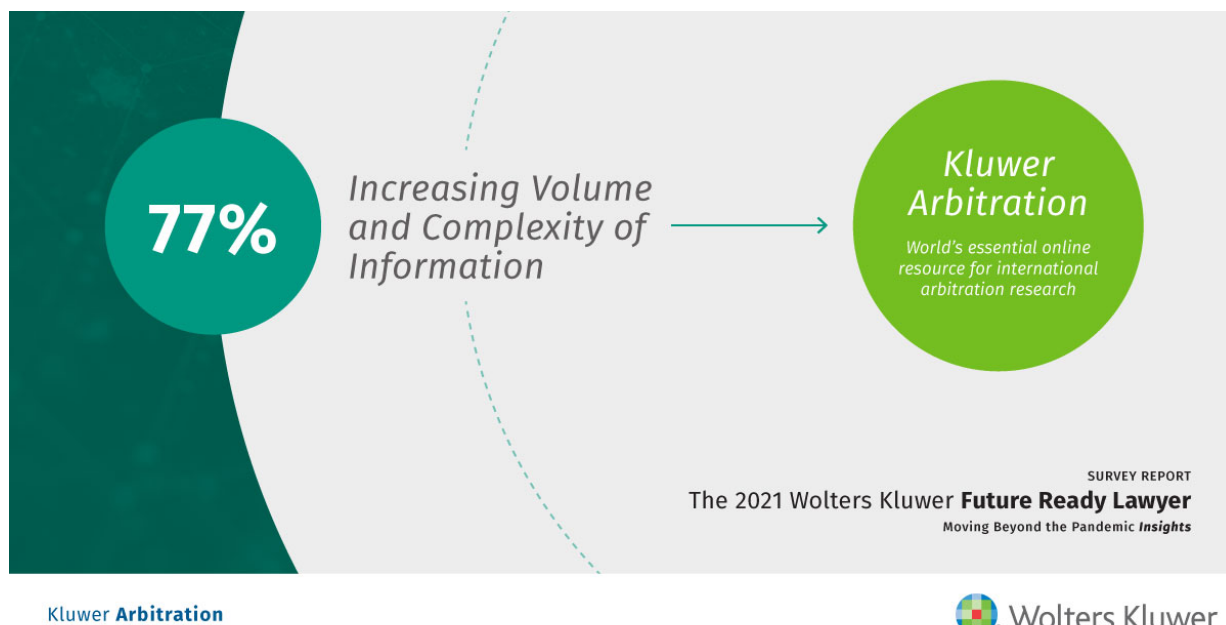 77%
Increasing Volume
and Complexity of
Information
Kluwer
Arbitration
World's essential online
resource for international
arbitration research
SURVEY REPORT
The 2021 Wolters Kluwer Future Ready Lawyer
Moving Beyond the Pandemic Insights
Kluwer Arbitration
Wolters Kluwer